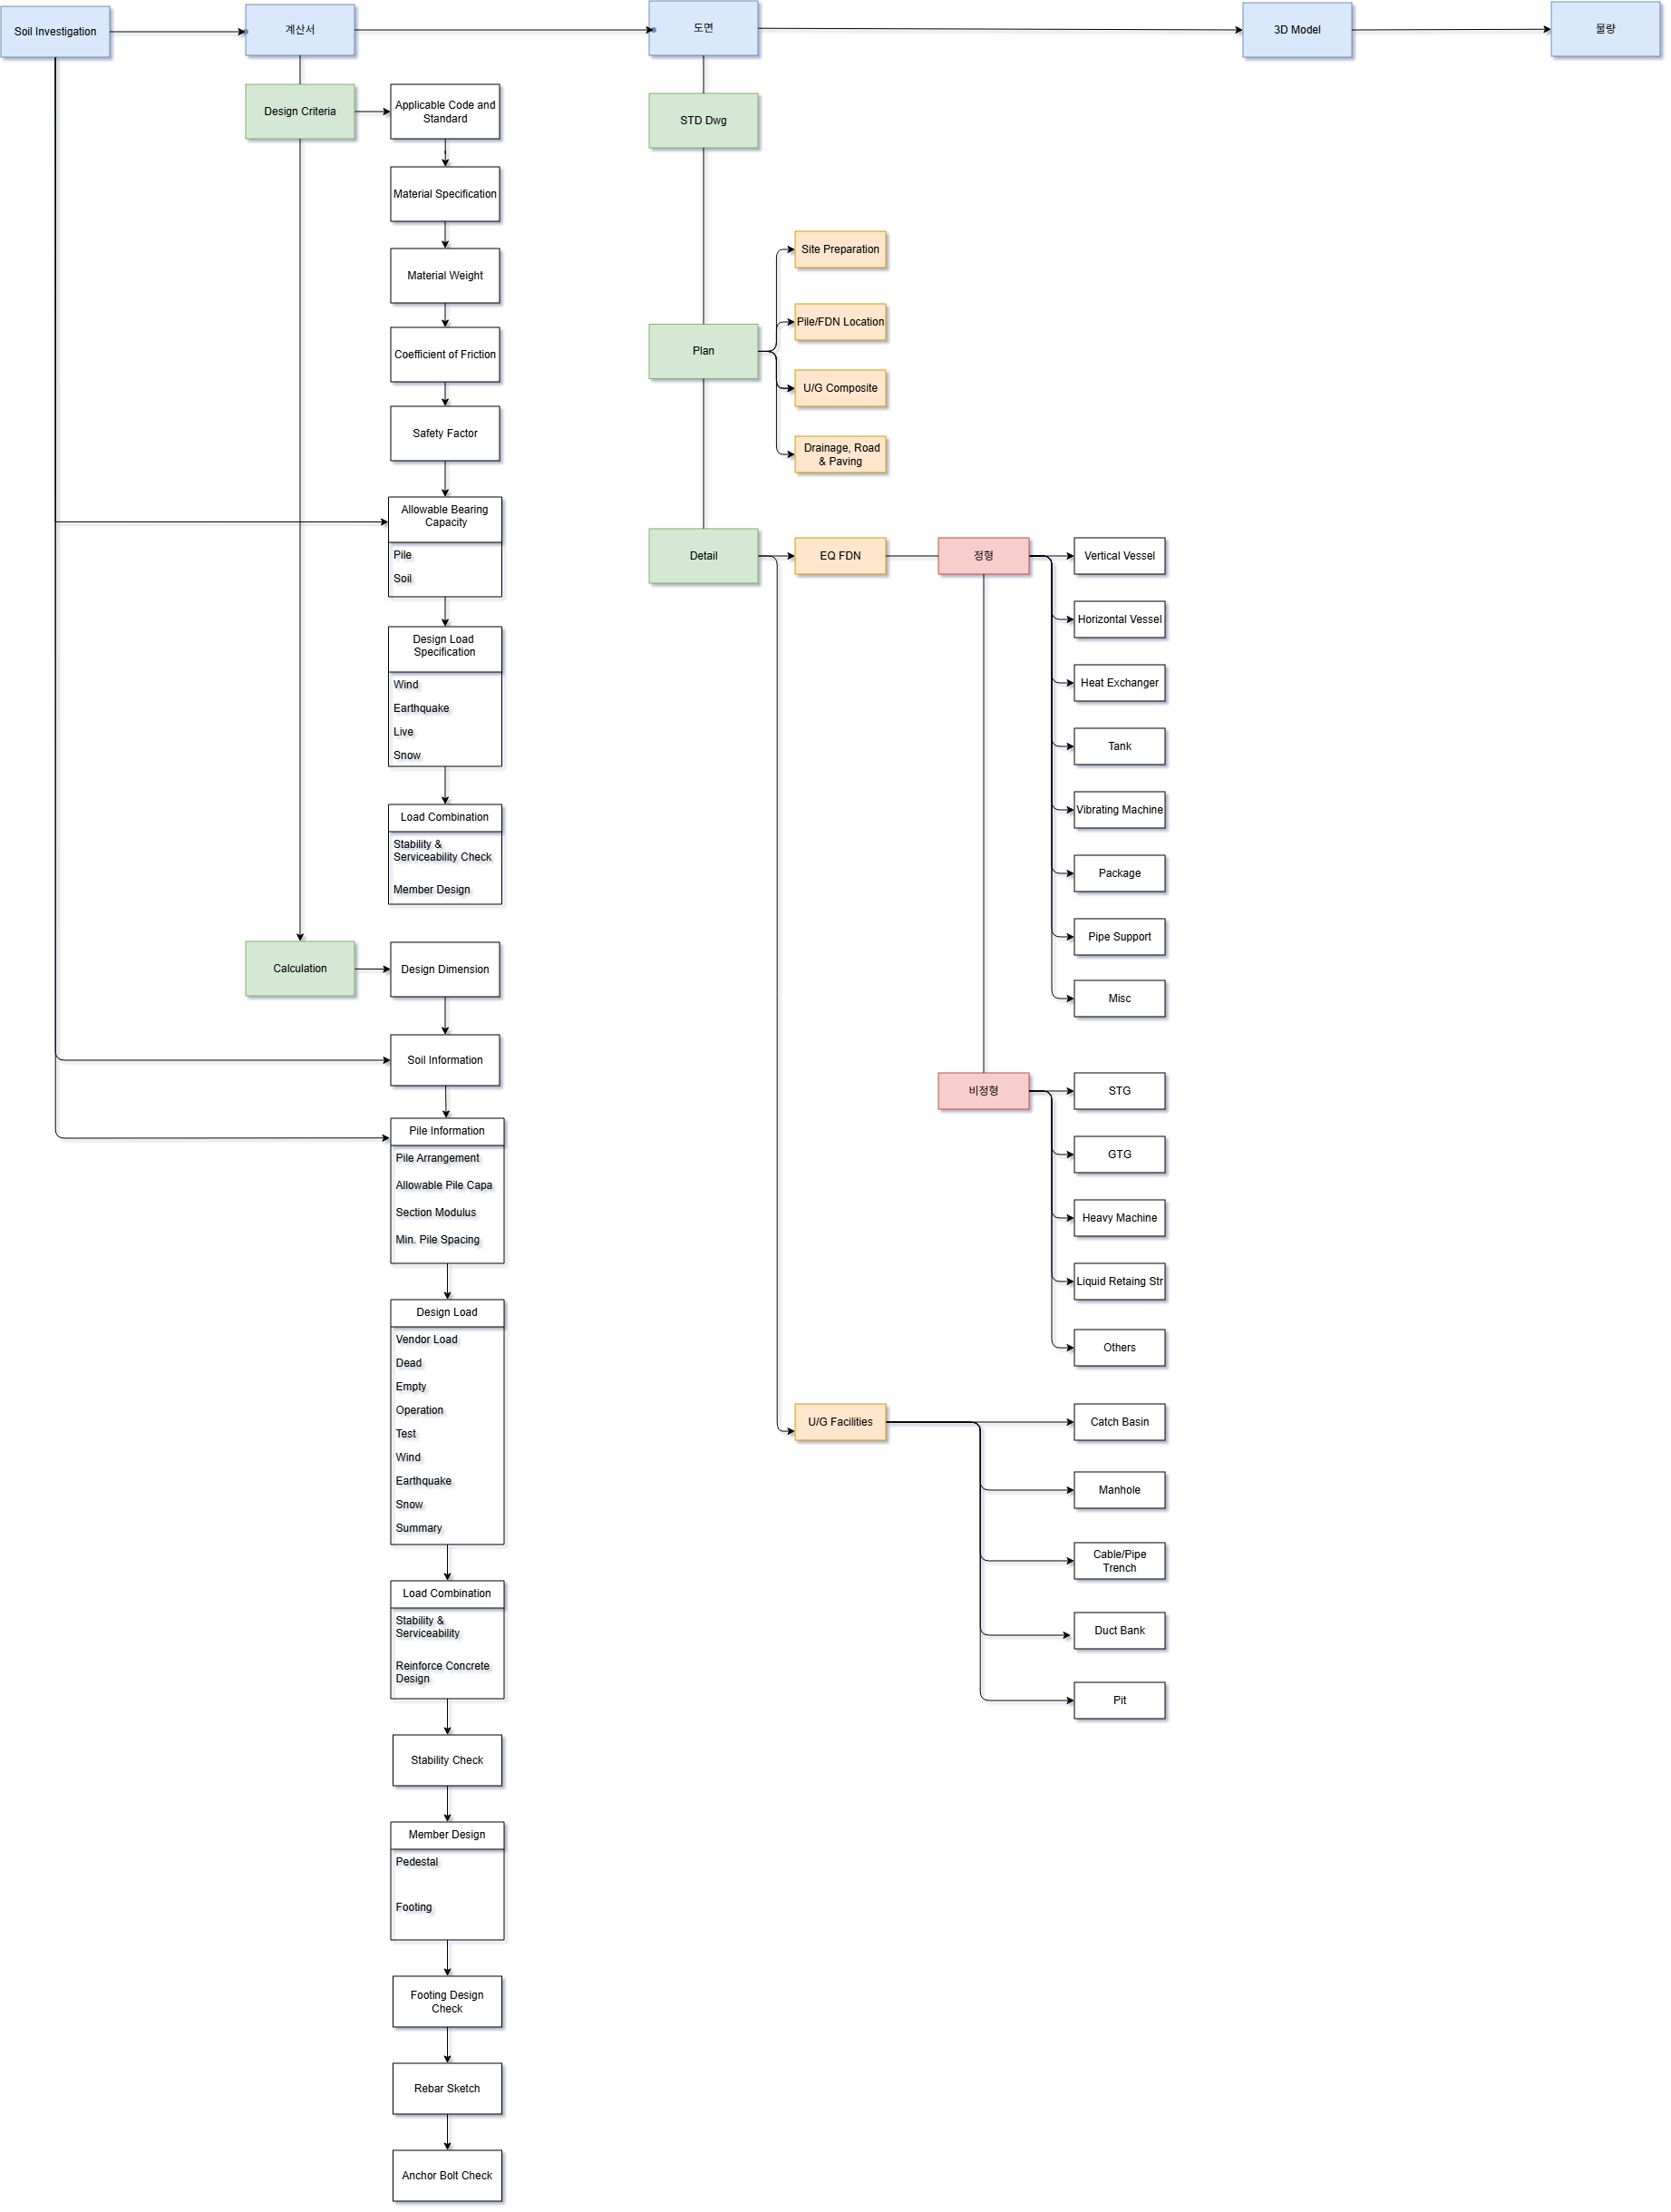 Soil Investigation
계산서
도면
3D Model
물량
Design Criteria
Applicable Code and
Standard
Material Specification
Material Weight
Coefficient of Friction
Safety Factor
Allowable Bearing
Capacity
Pile
Soil
Design Load
Specification
Wind
Earthquake
Live
Snow
Load Combination
Stability &
Serviceability Check
Member Design
Calculation
Design Dimension
Soil Information
Pile Information
Pile Arrangement
Allowable Pile Capa
Section Modulus
Min. Pile Spacing
Design Load
Vendor Load
Dead
Empty
Operation
Test
Wind
Earthquake
Snow
Summary
Load Combination
Stability &
Serviceability
Reinforce Concrete
Design
Stability Check
Member Design
Pedestal
Footing
Footing Design
Check
Rebar Sketch
Anchor Bolt Check
STD Dwg
Plan
Site Preparation
Pile/FDN Location
U/G Composite
Drainage, Road
& Paving
Detail
EQ FDN
정형
Vertical Vessel
Horizontal Vessel
Heat Exchanger
Tank
Vibrating Machine
Package
Pipe Support
Misc
비정형
STG
GTG
Heavy Machine
Liquid Retaing Str
Others
U/G Facilities
Catch Basin
Manhole
Cable/Pipe
Trench
Duct Bank
Pit